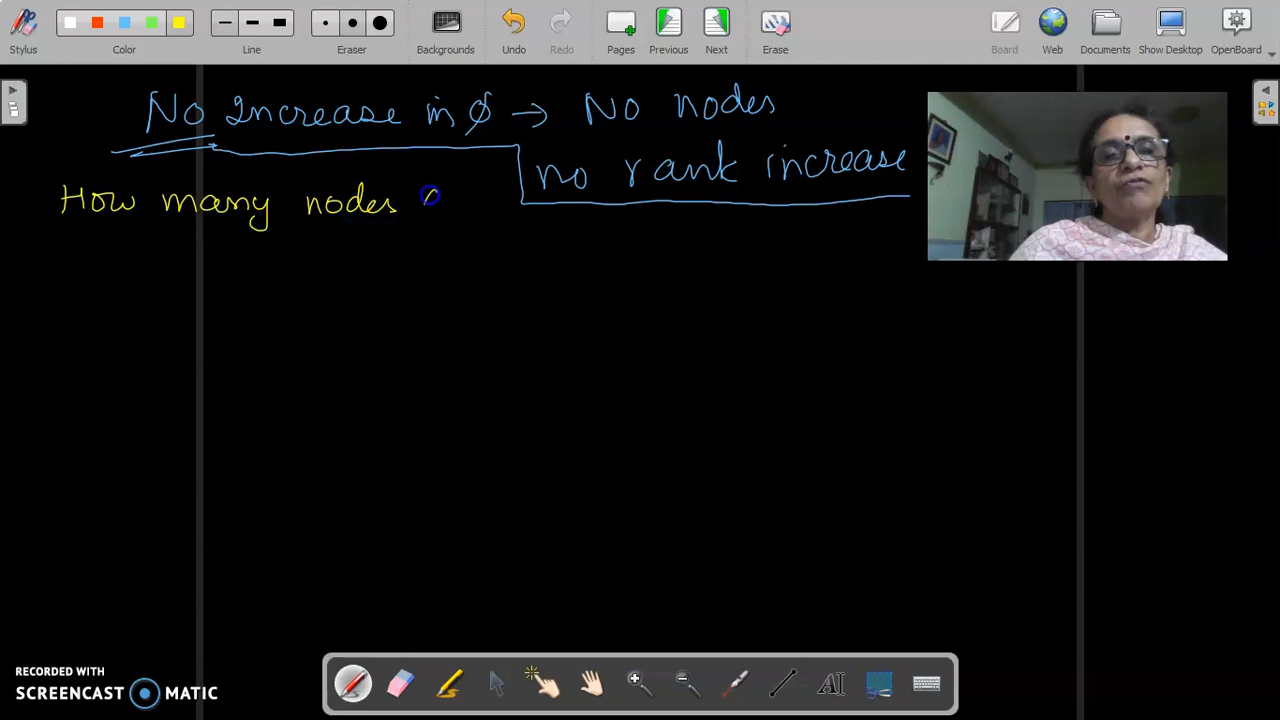 Stylus Color Line Eraser Backgrounds Undo Redo Pages Previous Next Erase Board Web Documents Show Desktop OpenBoard
No Increase in ϕ → No nodes
no rank increase
How many nodes
RECORDED WITH
SCREENCAST MATIC